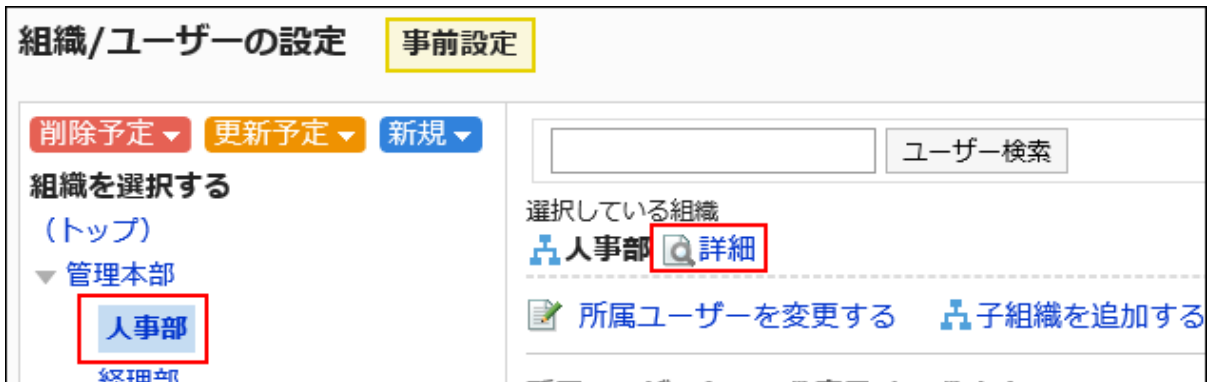 組織/ユーザーの設定 事前設定
削除予定 更新予定 新規
組織を選択する
(トップ)
管理本部
人事部
経理部
ユーザー検索
選択している組織
人事部 詳細
所属ユーザーを変更する 子組織を追加する